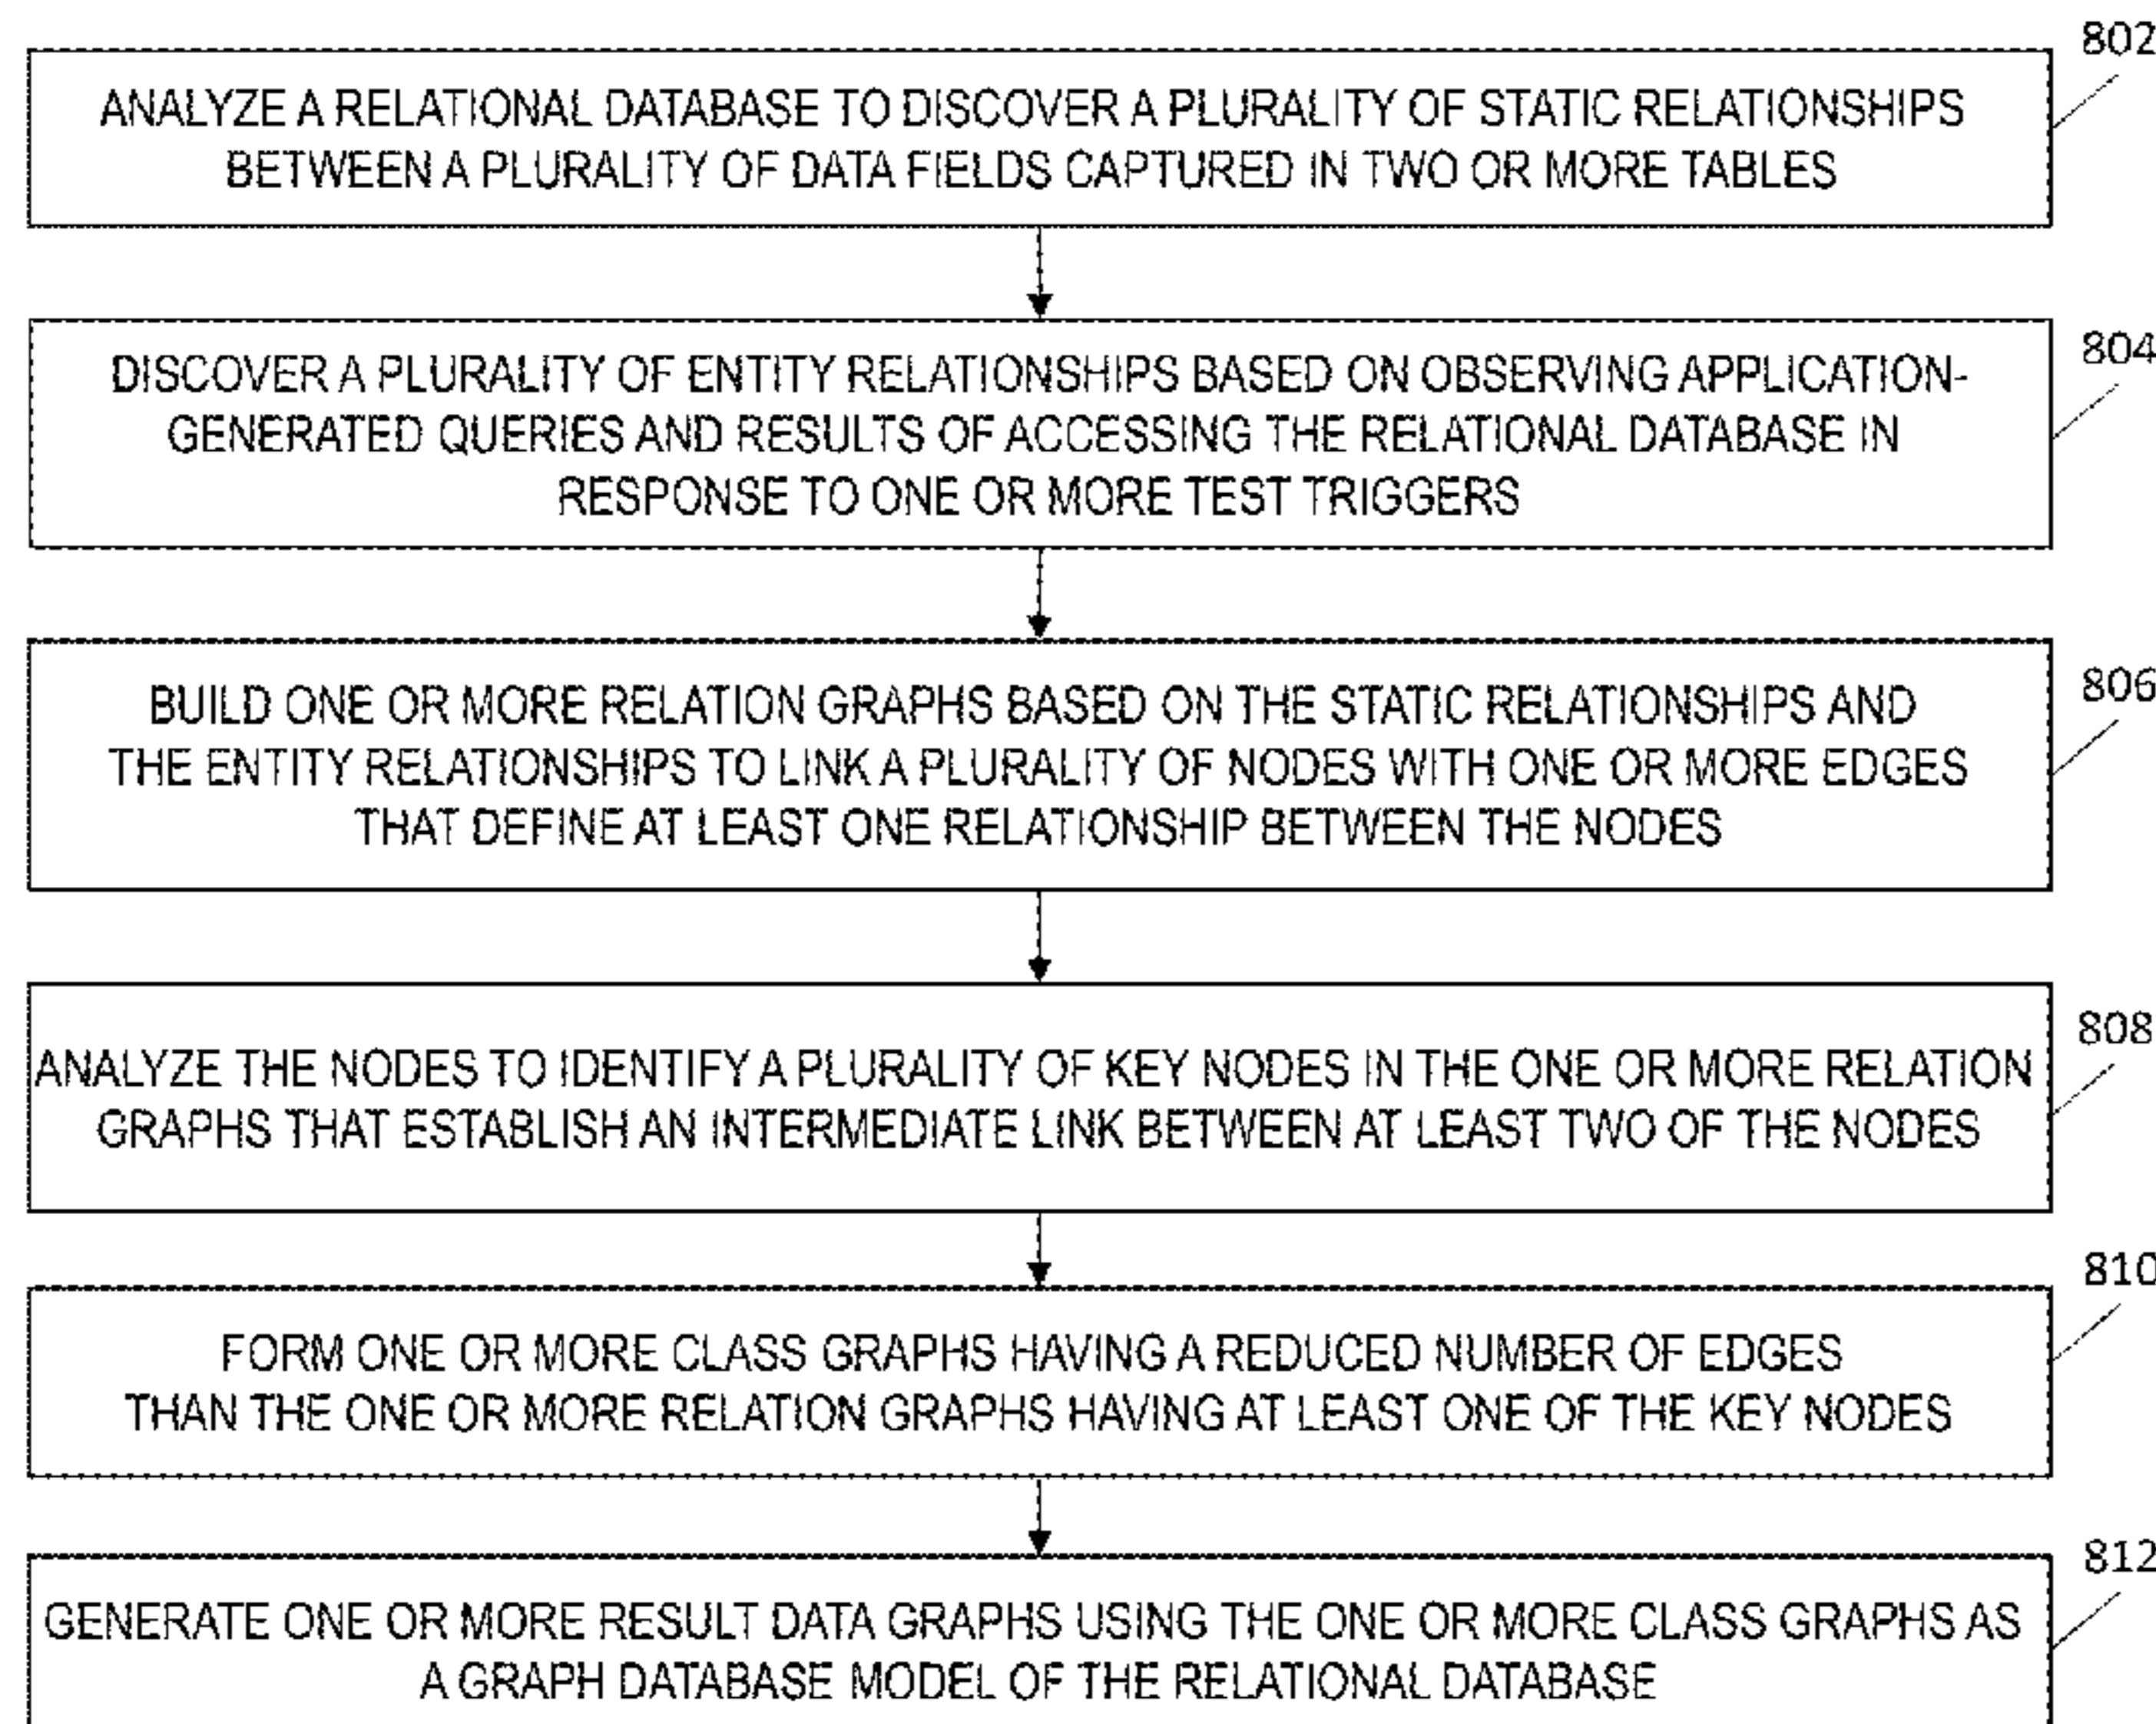 802
ANALYZE A RELATIONAL DATABASE TO DISCOVER A PLURALITY OF STATIC RELATIONSHIPS
BETWEEN A PLURALITY OF DATA FIELDS CAPTURED IN TWO OR MORE TABLES
804
DISCOVER A PLURALITY OF ENTITY RELATIONSHIPS BASED ON OBSERVING APPLICATION-
GENERATED QUERIES AND RESULTS OF ACCESSING THE RELATIONAL DATABASE IN
RESPONSE TO ONE OR MORE TEST TRIGGERS
806
BUILD ONE OR MORE RELATION GRAPHS BASED ON THE STATIC RELATIONSHIPS AND
THE ENTITY RELATIONSHIPS TO LINK A PLURALITY OF NODES WITH ONE OR MORE EDGES
THAT DEFINE AT LEAST ONE RELATIONSHIP BETWEEN THE NODES
808
ANALYZE THE NODES TO IDENTIFY A PLURALITY OF KEY NODES IN THE ONE OR MORE RELATION
GRAPHS THAT ESTABLISH AN INTERMEDIATE LINK BETWEEN AT LEAST TWO OF THE NODES
810
FORM ONE OR MORE CLASS GRAPHS HAVING A REDUCED NUMBER OF EDGES
THAN THE ONE OR MORE RELATION GRAPHS HAVING AT LEAST ONE OF THE KEY NODES
812
GENERATE ONE OR MORE RESULT DATA GRAPHS USING THE ONE OR MORE CLASS GRAPHS AS
A GRAPH DATABASE MODEL OF THE RELATIONAL DATABASE